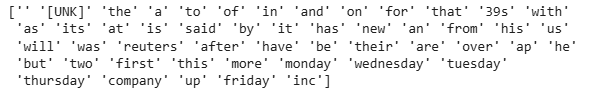 ['' '[UNK]' 'the' 'a' 'to' 'of' 'in' 'and' 'on' 'for' 'that' '39s' 'with'
'as' 'its' 'at' 'is' 'said' 'by' 'it' 'has' 'new' 'an' 'from' 'his' 'us'
'will' 'was' 'reuters' 'after' 'have' 'be' 'their' 'are' 'over' 'ap' 'he'
'but' 'two' 'first' 'this' 'more' 'monday' 'wednesday' 'tuesday'
'thursday' 'company' 'up' 'friday' 'inc']